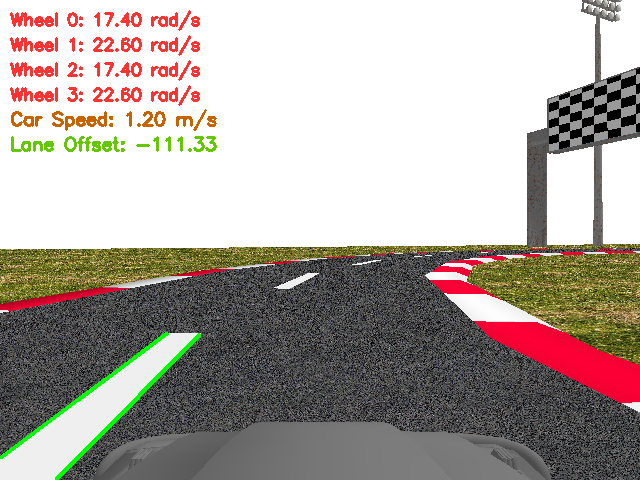 Wheel 0: 17.40 rad/s
Wheel 1: 22.60 rad/s
Wheel 2: 17.40 rad/s
Wheel 3: 22.60 rad/s
Car Speed: 1.20 m/s
Lane Offset: -111.33